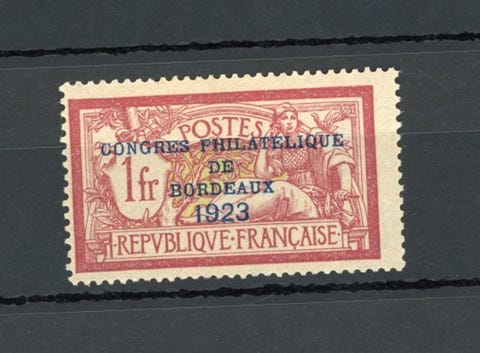 POSTES
CONGRES PHILATELIQUE
DE
1fr
BORDEAUX
1923
·REPVBLIQVE·FRANÇAISE·